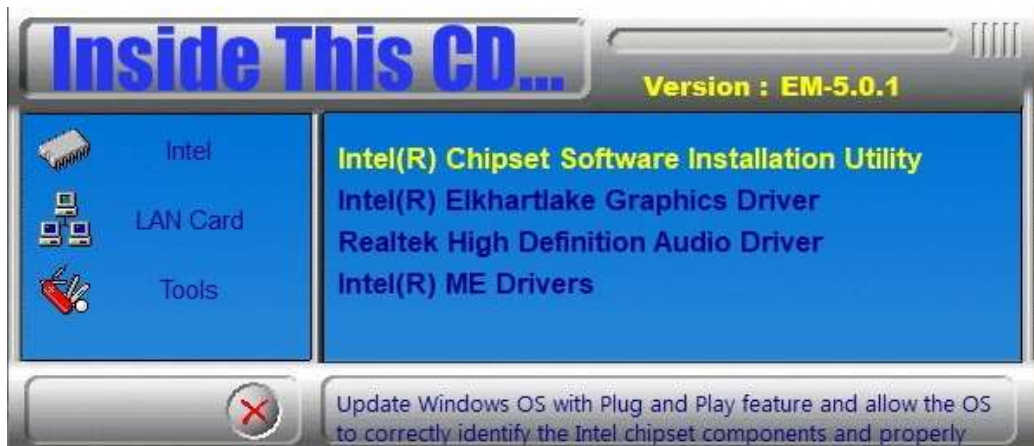 Inside This CD...
Version : EM-5.0.1
Intel
LAN Card
Tools
Intel(R) Chipset Software Installation Utility
Intel(R) Elkhartlake Graphics Driver
Realtek High Definition Audio Driver
Intel(R) ME Drivers
Update Windows OS with Plug and Play feature and allow the OS
to correctly identify the Intel chipset components and properly